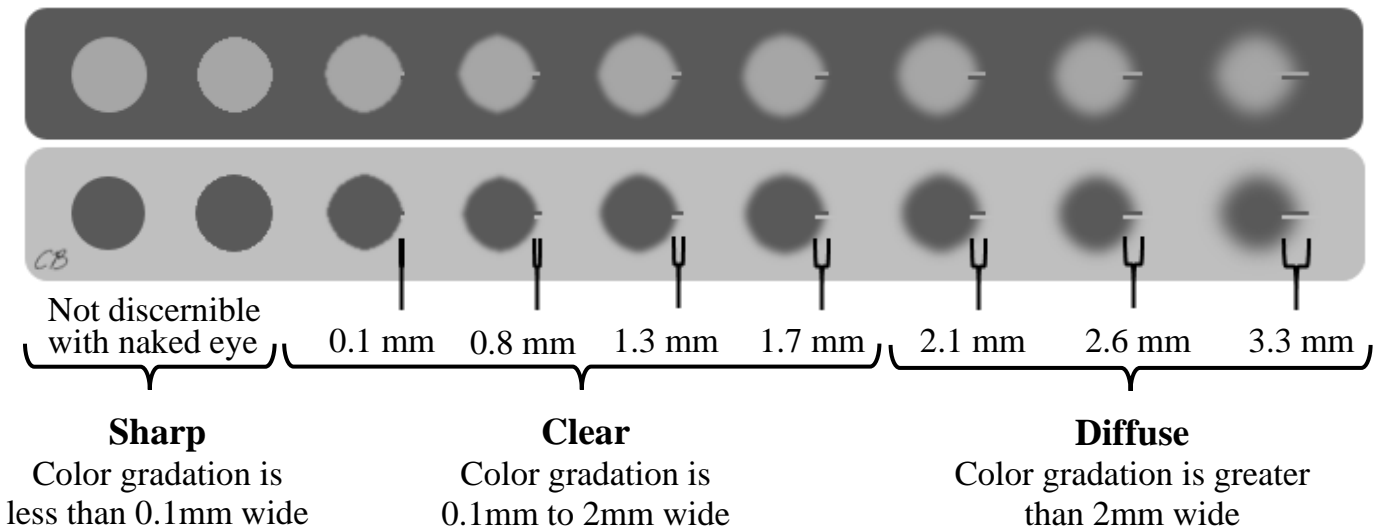 CB
Not discernible
with naked eye
0.1 mm
0.8 mm
1.3 mm
1.7 mm
2.1 mm
2.6 mm
3.3 mm
Sharp
Color gradation is
less than 0.1mm wide
Clear
Color gradation is
0.1mm to 2mm wide
Diffuse
Color gradation is greater
than 2mm wide